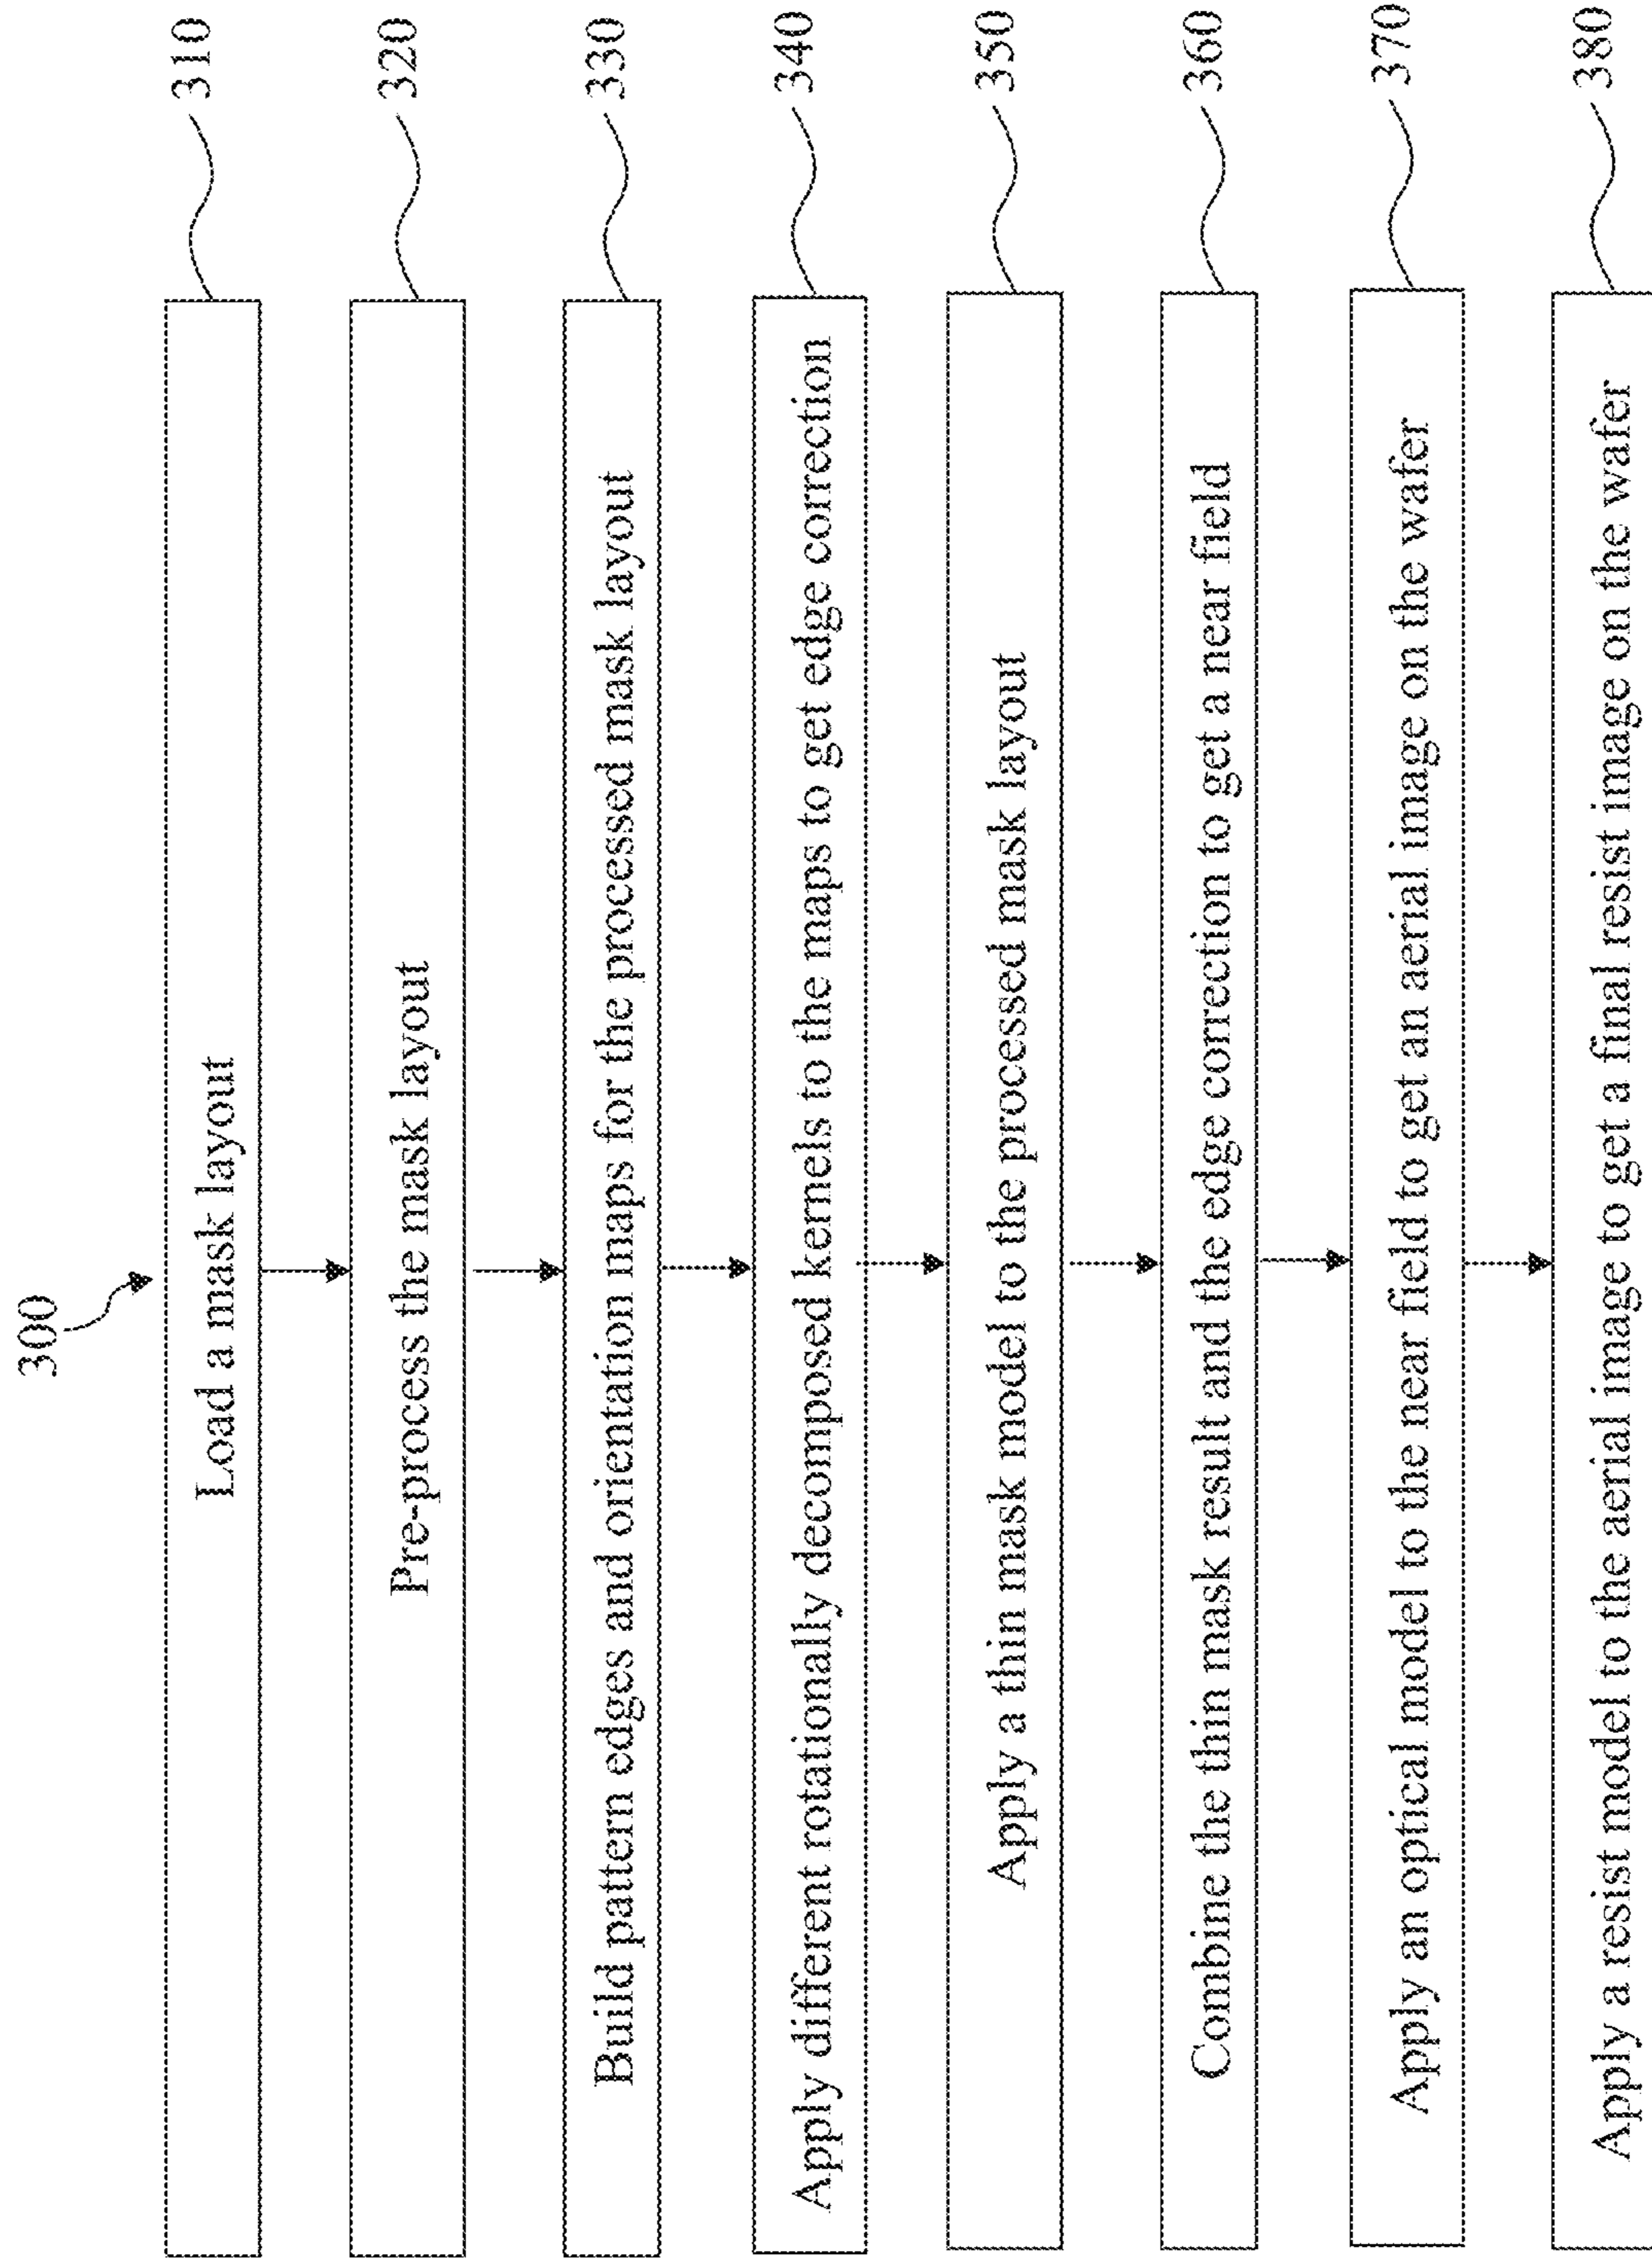 300
Load a mask layout 310
Pre-process the mask layout 320
Build pattern edges and orientation maps for the processed mask layout 330
Apply different rotationally decomposed kernels to the maps to get edge correction 340
Apply a thin mask model to the processed mask layout 350
Combine the thin mask result and the edge correction to get a near field 360
Apply an optical model to the near field to get an aerial image on the wafer 370
Apply a resist model to the aerial image to get a final resist image on the wafer 380